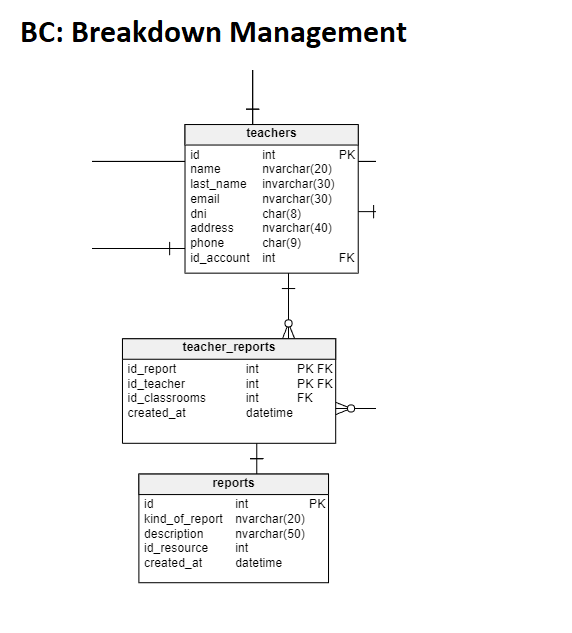 BC: Breakdown Management
teachers
id int PK
name nvarchar(20)
last_name invarchar(30)
email nvarchar(30)
dni char(8)
address nvarchar(40)
phone char(9)
id_account int FK
teacher_reports
id_report int PK FK
id_teacher int PK FK
id_classrooms int FK
created_at datetime
reports
id int PK
kind_of_report nvarchar(20)
description nvarchar(50)
id_resource int
created_at datetime